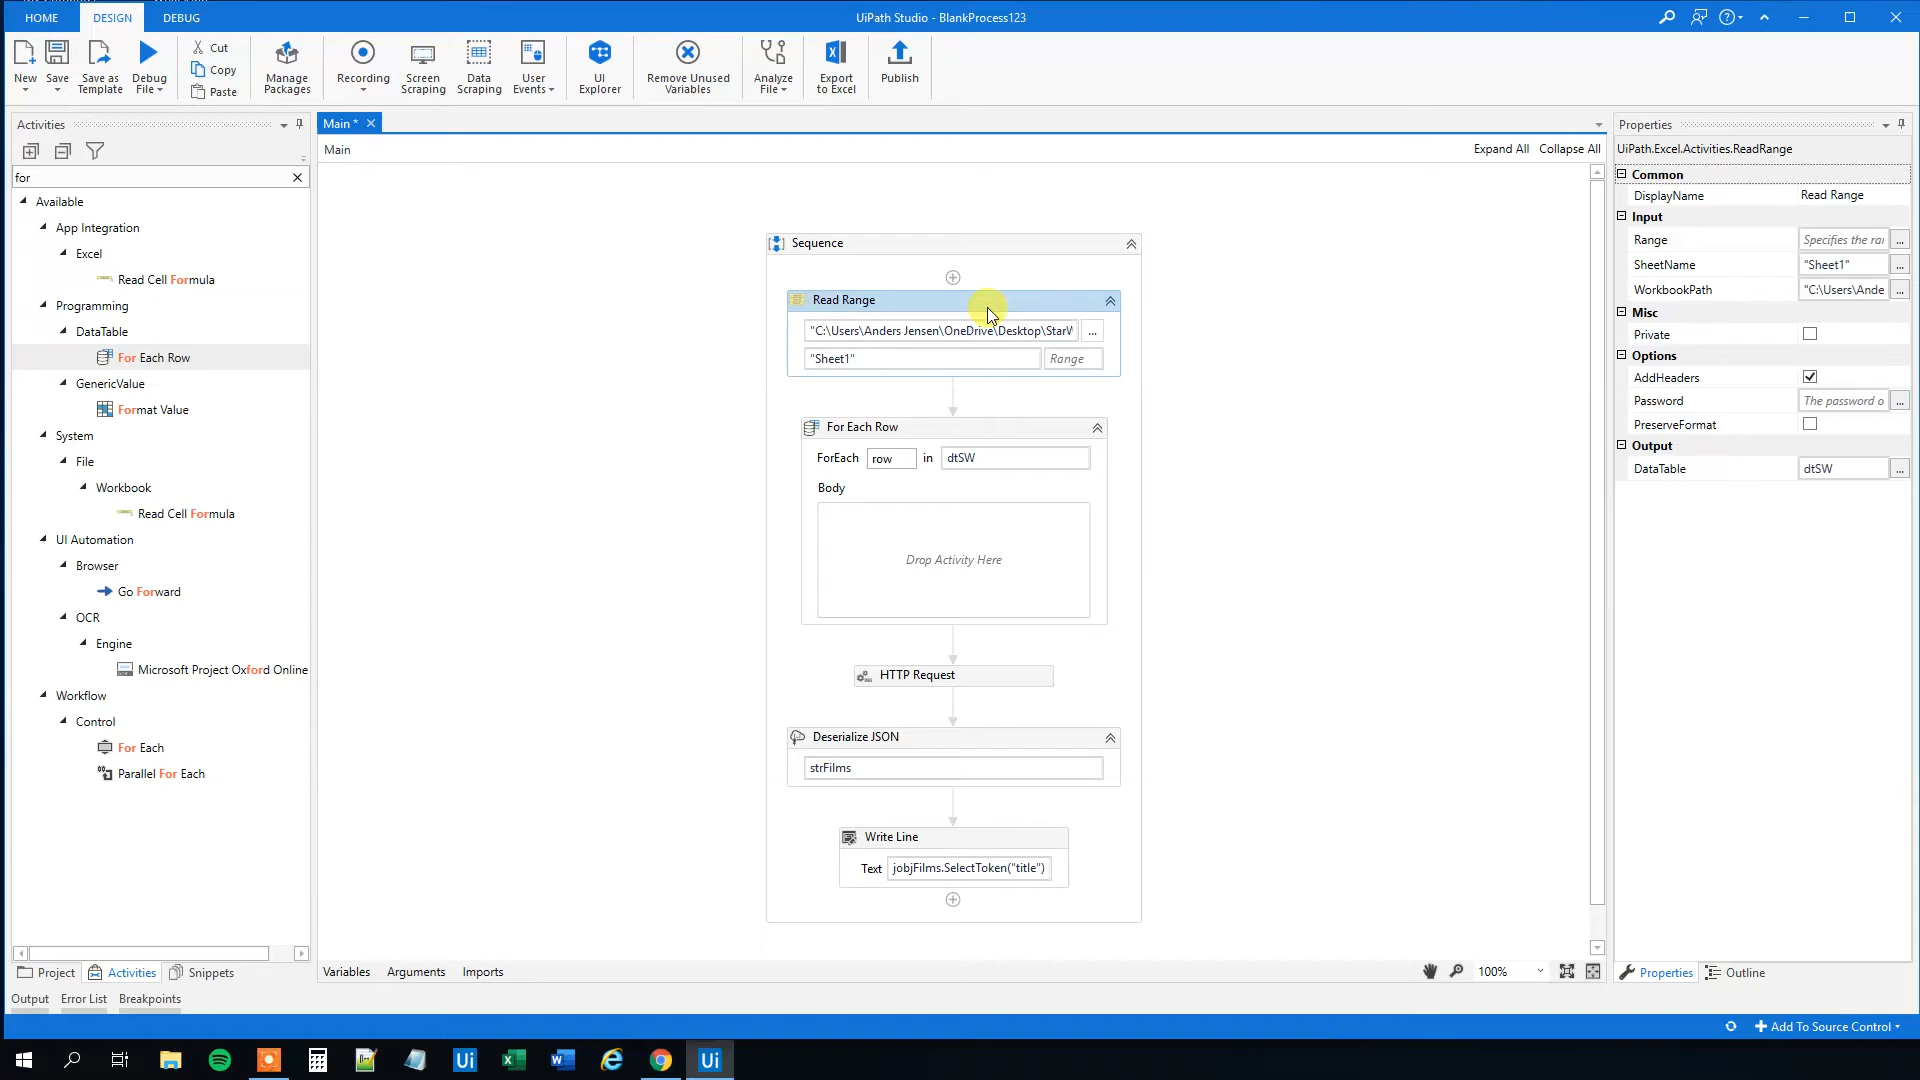 HOME
DESIGN
DEBUG
UiPath Studio - BlankProcess123
New
Save
Save as Template
Debug File
Cut
Copy
Paste
Manage Packages
Recording
Screen Scraping
Data Scraping
User Events
UI Explorer
Remove Unused Variables
Analyze File
Export to Excel
Publish
Activities
for
Available
App Integration
Excel
Read Cell Formula
Programming
DataTable
For Each Row
GenericValue
Format Value
System
File
Workbook
Read Cell Formula
UI Automation
Browser
Go Forward
OCR
Engine
Microsoft Project Oxford Online
Workflow
Control
For Each
Parallel For Each
Project
Activities
Snippets
Main *
Main
Expand All
Collapse All
Sequence
Read Range
"C:\Users\Anders Jensen\OneDrive\Desktop\StarW
...
"Sheet1"
Range
For Each Row
ForEach row in dtSW
Body
Drop Activity Here
HTTP Request
Deserialize JSON
strFilms
Write Line
Text jobjFilms.SelectToken("title")
Variables
Arguments
Imports
100%
Properties
UiPath.Excel.Activities.ReadRange
Common
DisplayName Read Range
Input
Range Specifies the rar ...
SheetName "Sheet1" ...
WorkbookPath "C:\Users\Ande ...
Misc
Private
Options
AddHeaders
Password The password o ...
PreserveFormat
Output
DataTable dtSW ...
Properties
Outline
Output
Error List
Breakpoints
Add To Source Control
Ui
Ui